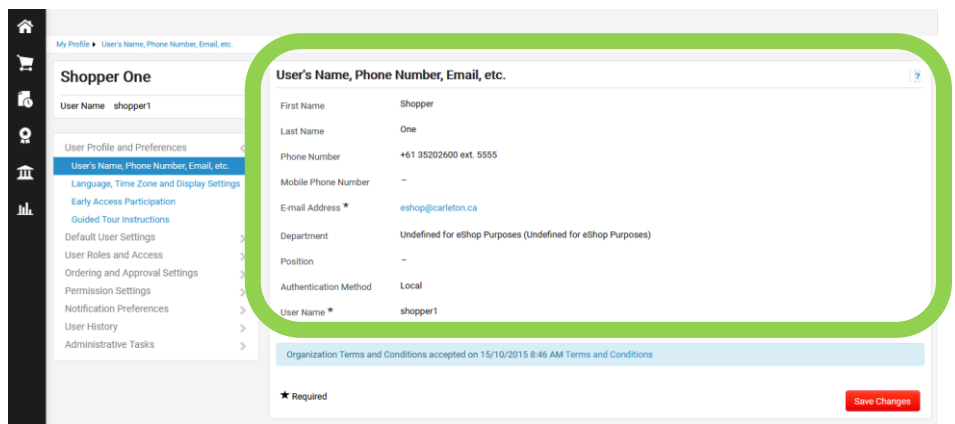 My Profile ▸ User's Name, Phone Number, Email, etc.
Shopper One
User Name shopper1
User Profile and Preferences
User's Name, Phone Number, Email, etc.
Language, Time Zone and Display Settings
Early Access Participation
Guided Tour Instructions
Default User Settings
User Roles and Access
Ordering and Approval Settings
Permission Settings
Notification Preferences
User History
Administrative Tasks
User's Name, Phone Number, Email, etc. ?
First Name Shopper
Last Name One
Phone Number +61 35202600 ext. 5555
Mobile Phone Number –
E-mail Address ★ eshop@carleton.ca
Department Undefined for eShop Purposes (Undefined for eShop Purposes)
Position –
Authentication Method Local
User Name ★ shopper1
Organization Terms and Conditions accepted on 15/10/2015 8:46 AM Terms and Conditions
★ Required
Save Changes